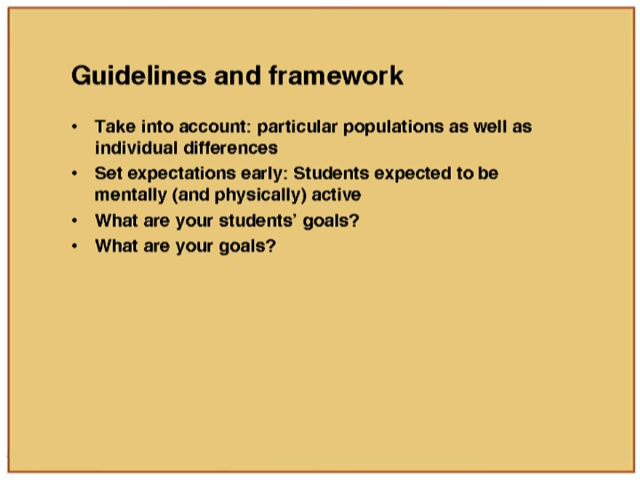 Guidelines and framework
• Take into account: particular populations as well as
individual differences
• Set expectations early: Students expected to be
mentally (and physically) active
• What are your students’ goals?
• What are your goals?